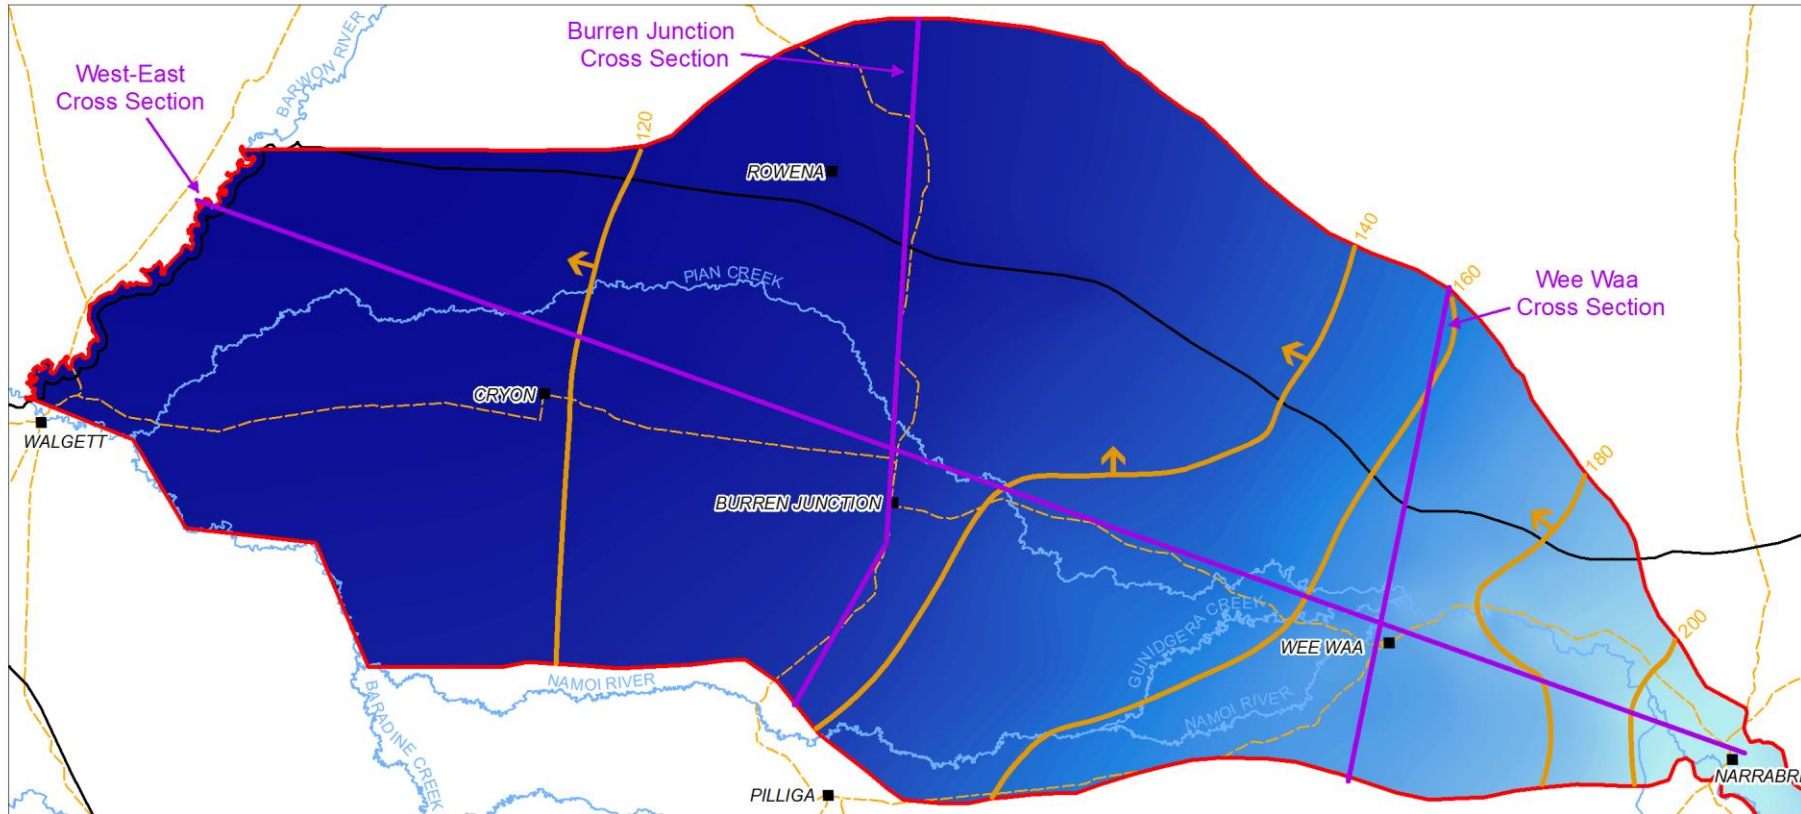 Burren Junction
Cross Section
West-East
Cross Section
BARWON RIVER
120
ROWENA
140
PIAN CREEK
160
Wee Waa
Cross Section
CRYON
WALGETT
180
BURREN JUNCTION
GUNIDGERA CREEK
WEE WAA
200
NAMOI RIVER
NAMOI RIVER
BARADINE CREEK
PILLIGA
NARRABRI